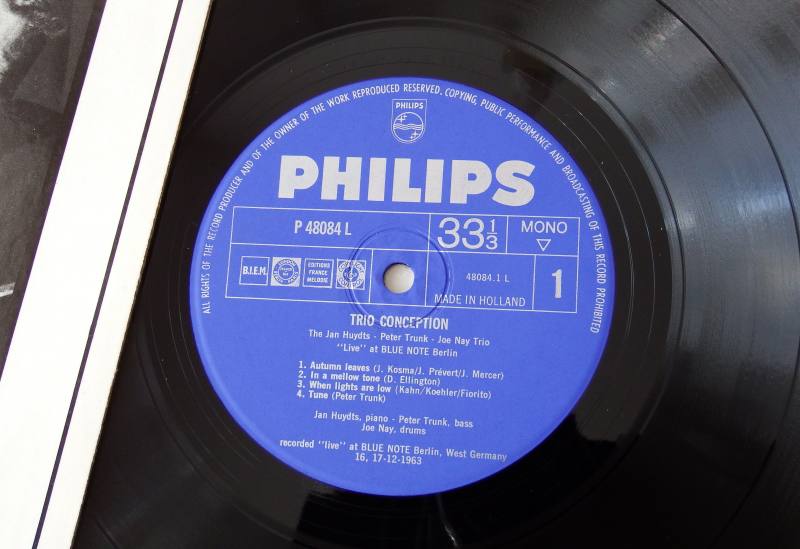 ALL RIGHTS OF THE RECORD PRODUCER AND OF THE OWNER OF THE WORK REPRODUCED RESERVED. COPYING, PUBLIC PERFORMANCE AND BROADCASTING OF THIS RECORD PROHIBITED
PHILIPS
PHILIPS
P 48084 L
33 1/3
MONO
B.I.E.M.
EDITIONS
FRANCE
MELODIE
48084.1 L
MADE IN HOLLAND
1
TRIO CONCEPTION
The Jan Huydts - Peter Trunk - Joe Nay Trio
"Live" at BLUE NOTE Berlin
1. Autumn leaves (J. Kosma/J. Prévert/J. Mercer)
2. In a mellow tone (D. Ellington)
3. When lights are low (Kahn/Koehler/Fiorito)
4. Tune (Peter Trunk)
Jan Huydts, piano - Peter Trunk, bass
Joe Nay, drums
recorded "live" at BLUE NOTE Berlin, West Germany
16, 17-12-1963